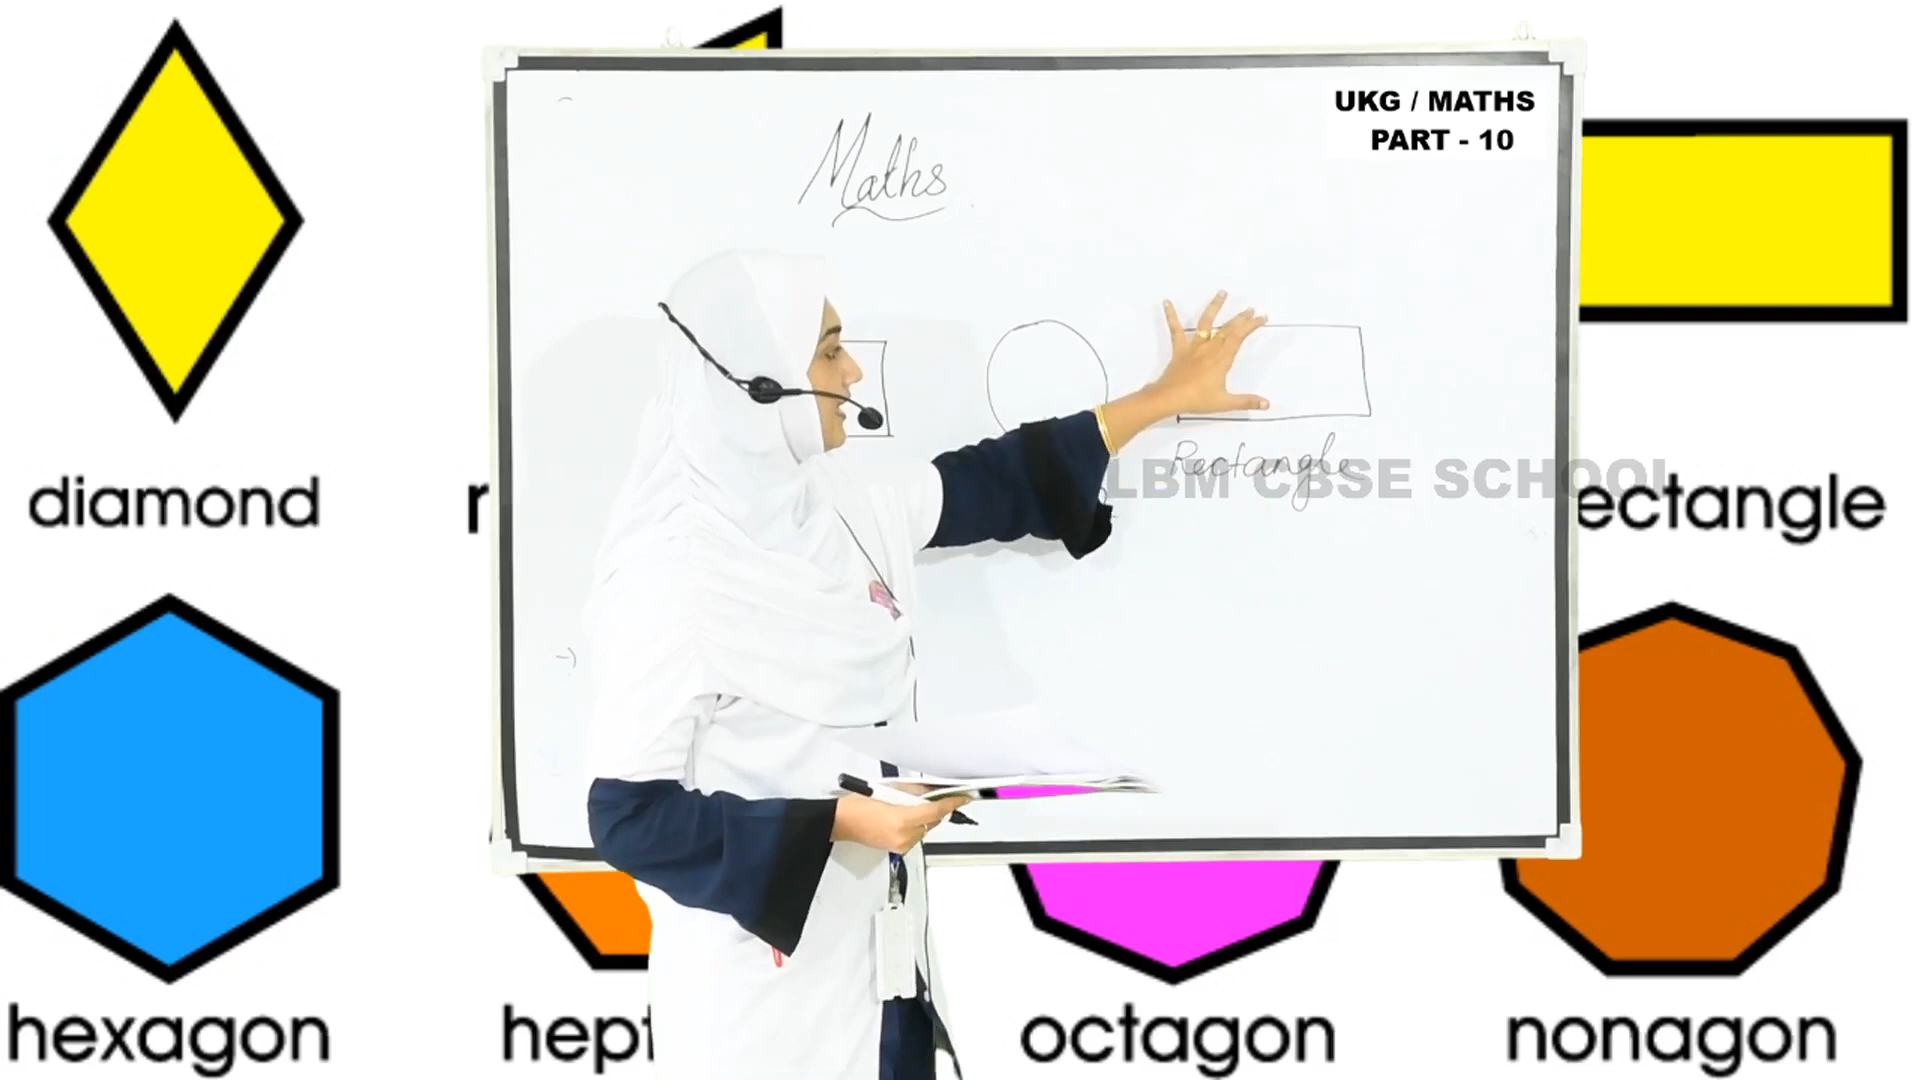 UKG / MATHS
PART - 10
Maths
Rectangle
LBM CBSE SCHOOL
diamond
ectangle
hexagon
hept
octagon
nonagon